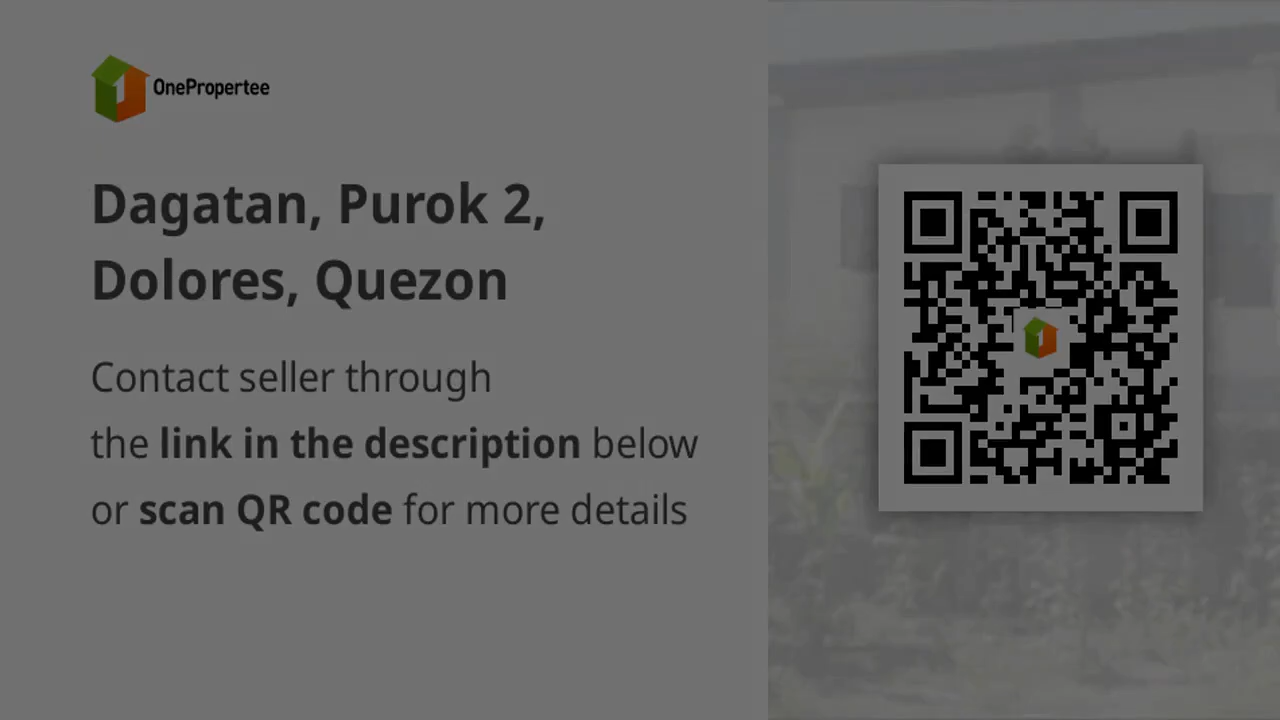 OnePropertee
Dagatan, Purok 2,
Dolores, Quezon
Contact seller through
the link in the description below
or scan QR code for more details